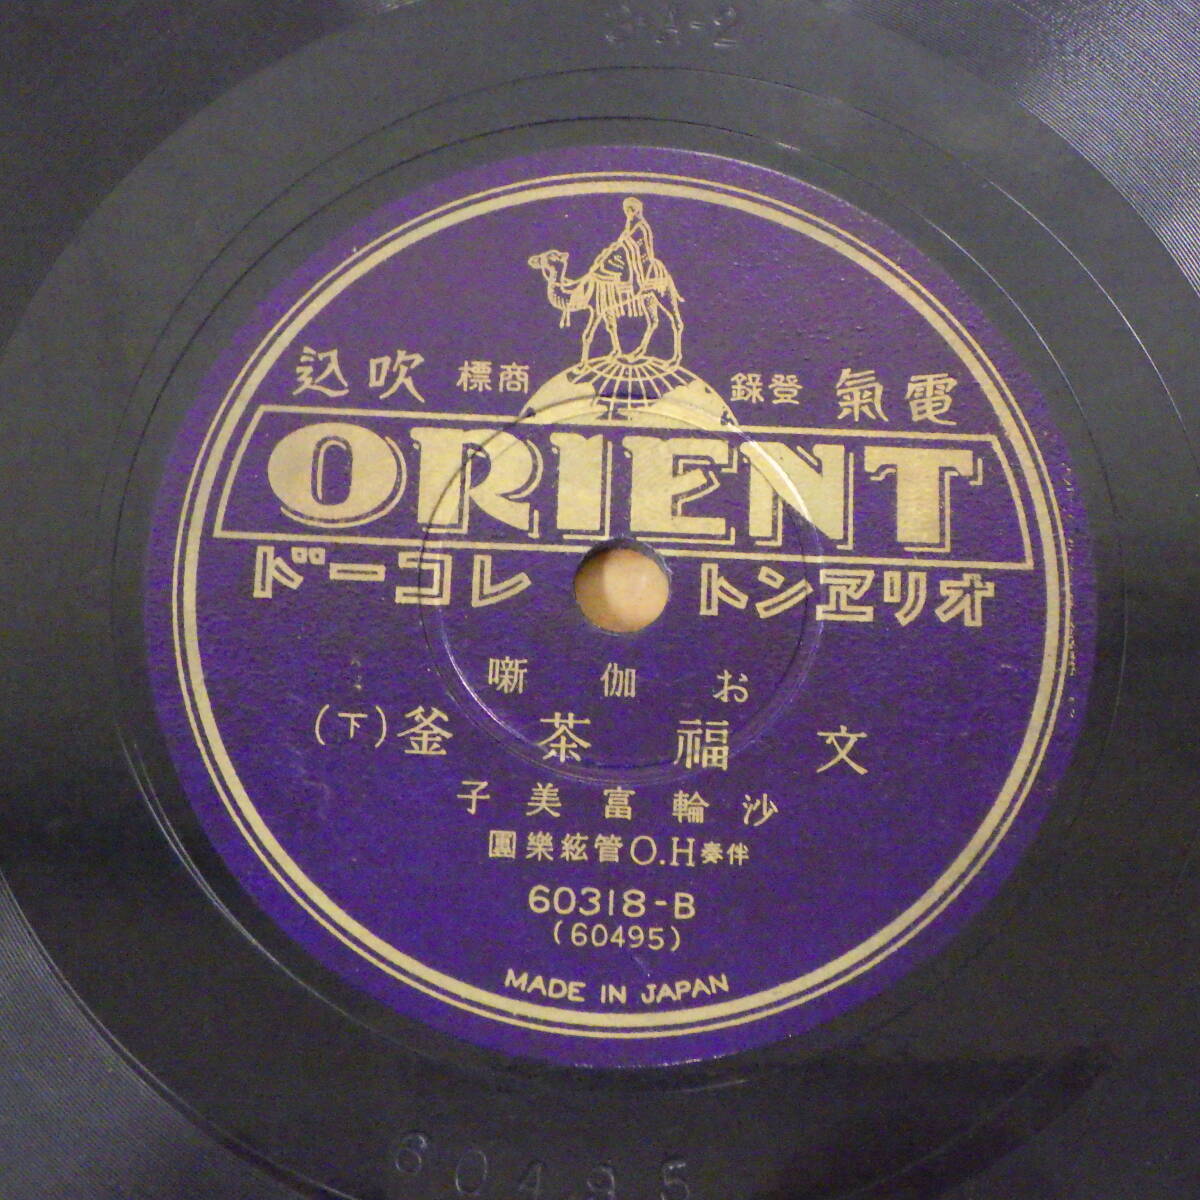 電氣 登錄 商標 吹込
ORIENT
オリヱント レコード
お伽噺
文福茶釜(下)
沙輪富美子
伴奏 H.O管絃樂團
60318-B
(60495)
MADE IN JAPAN
60495